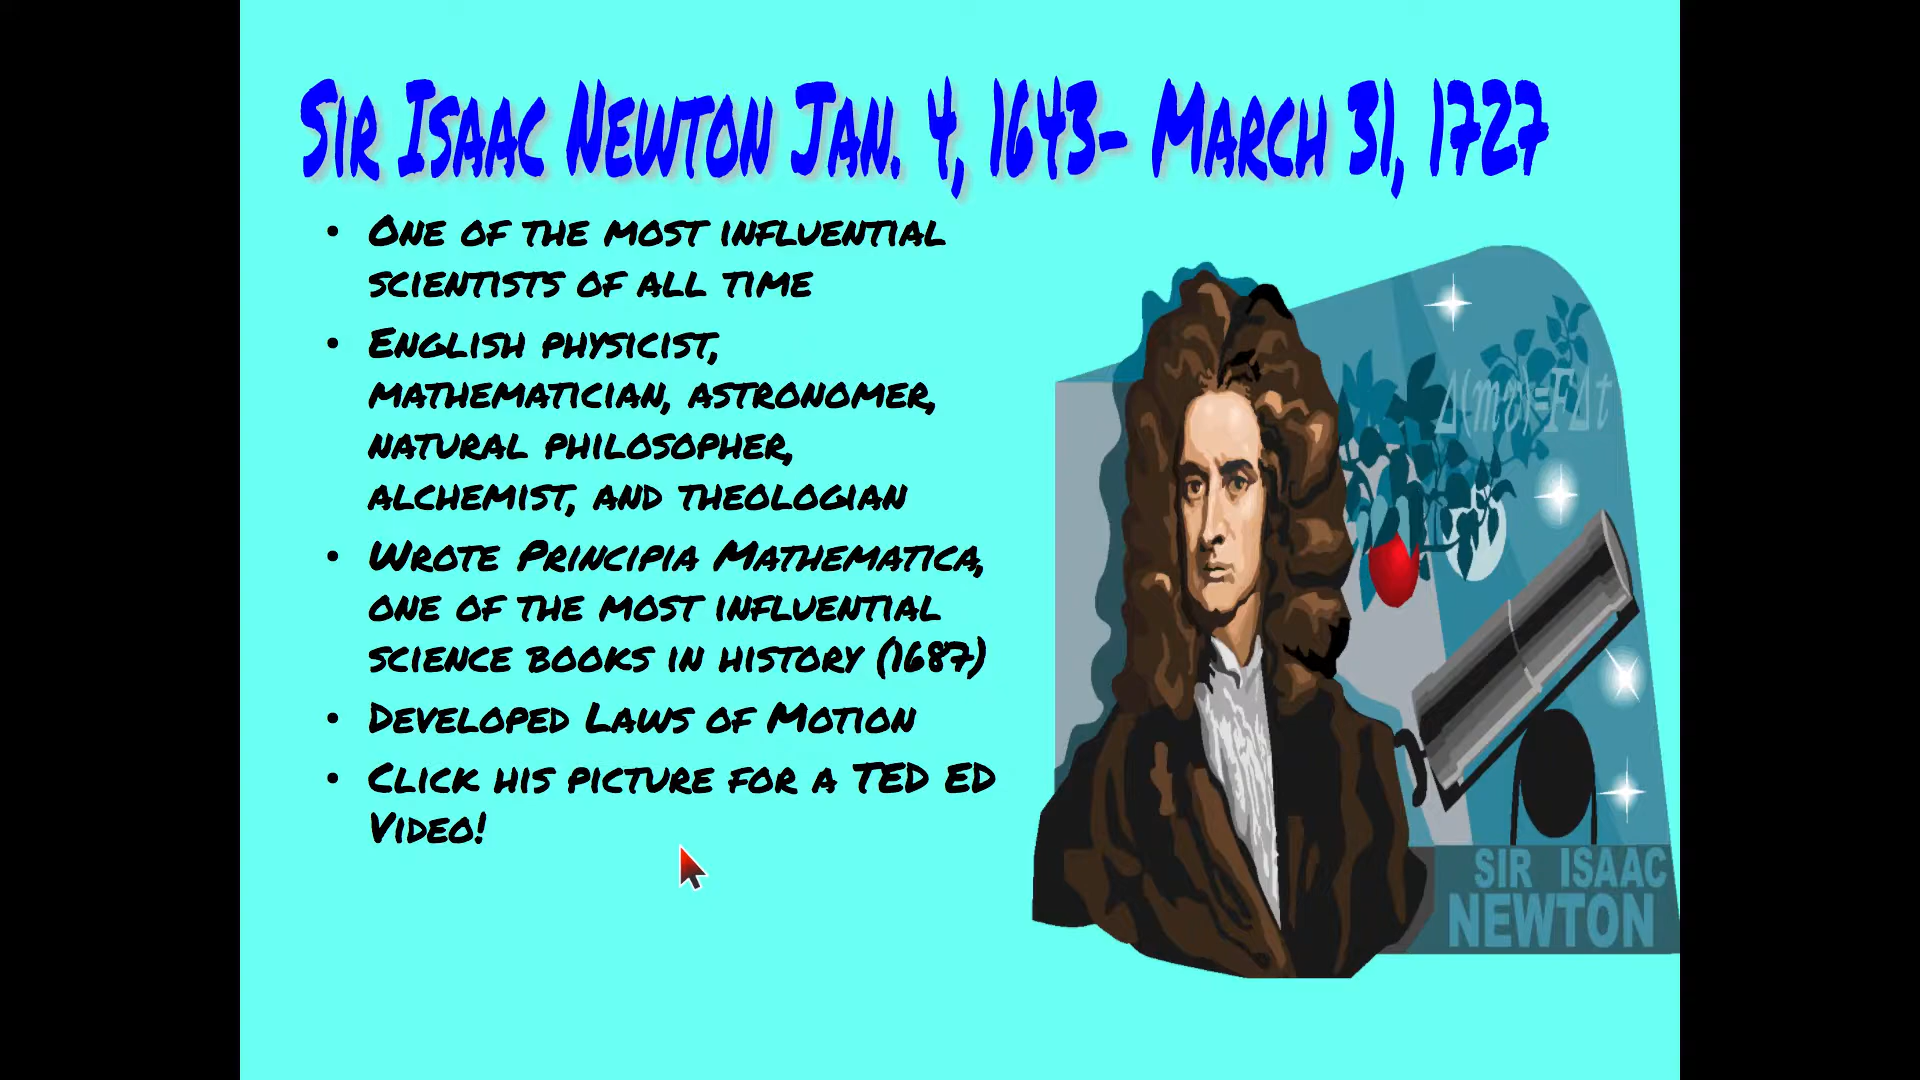 Sir Isaac Newton Jan. 4, 1643- March 31, 1727
• One of the most influential
scientists of all time
• English physicist,
mathematician, astronomer,
natural philosopher,
alchemist, and theologian
• Wrote Principia Mathematica,
one of the most influential
science books in history (1687)
• Developed Laws of Motion
• Click his picture for a TED ED
Video!
Δ(mv)=FΔt
SIR ISAAC
NEWTON